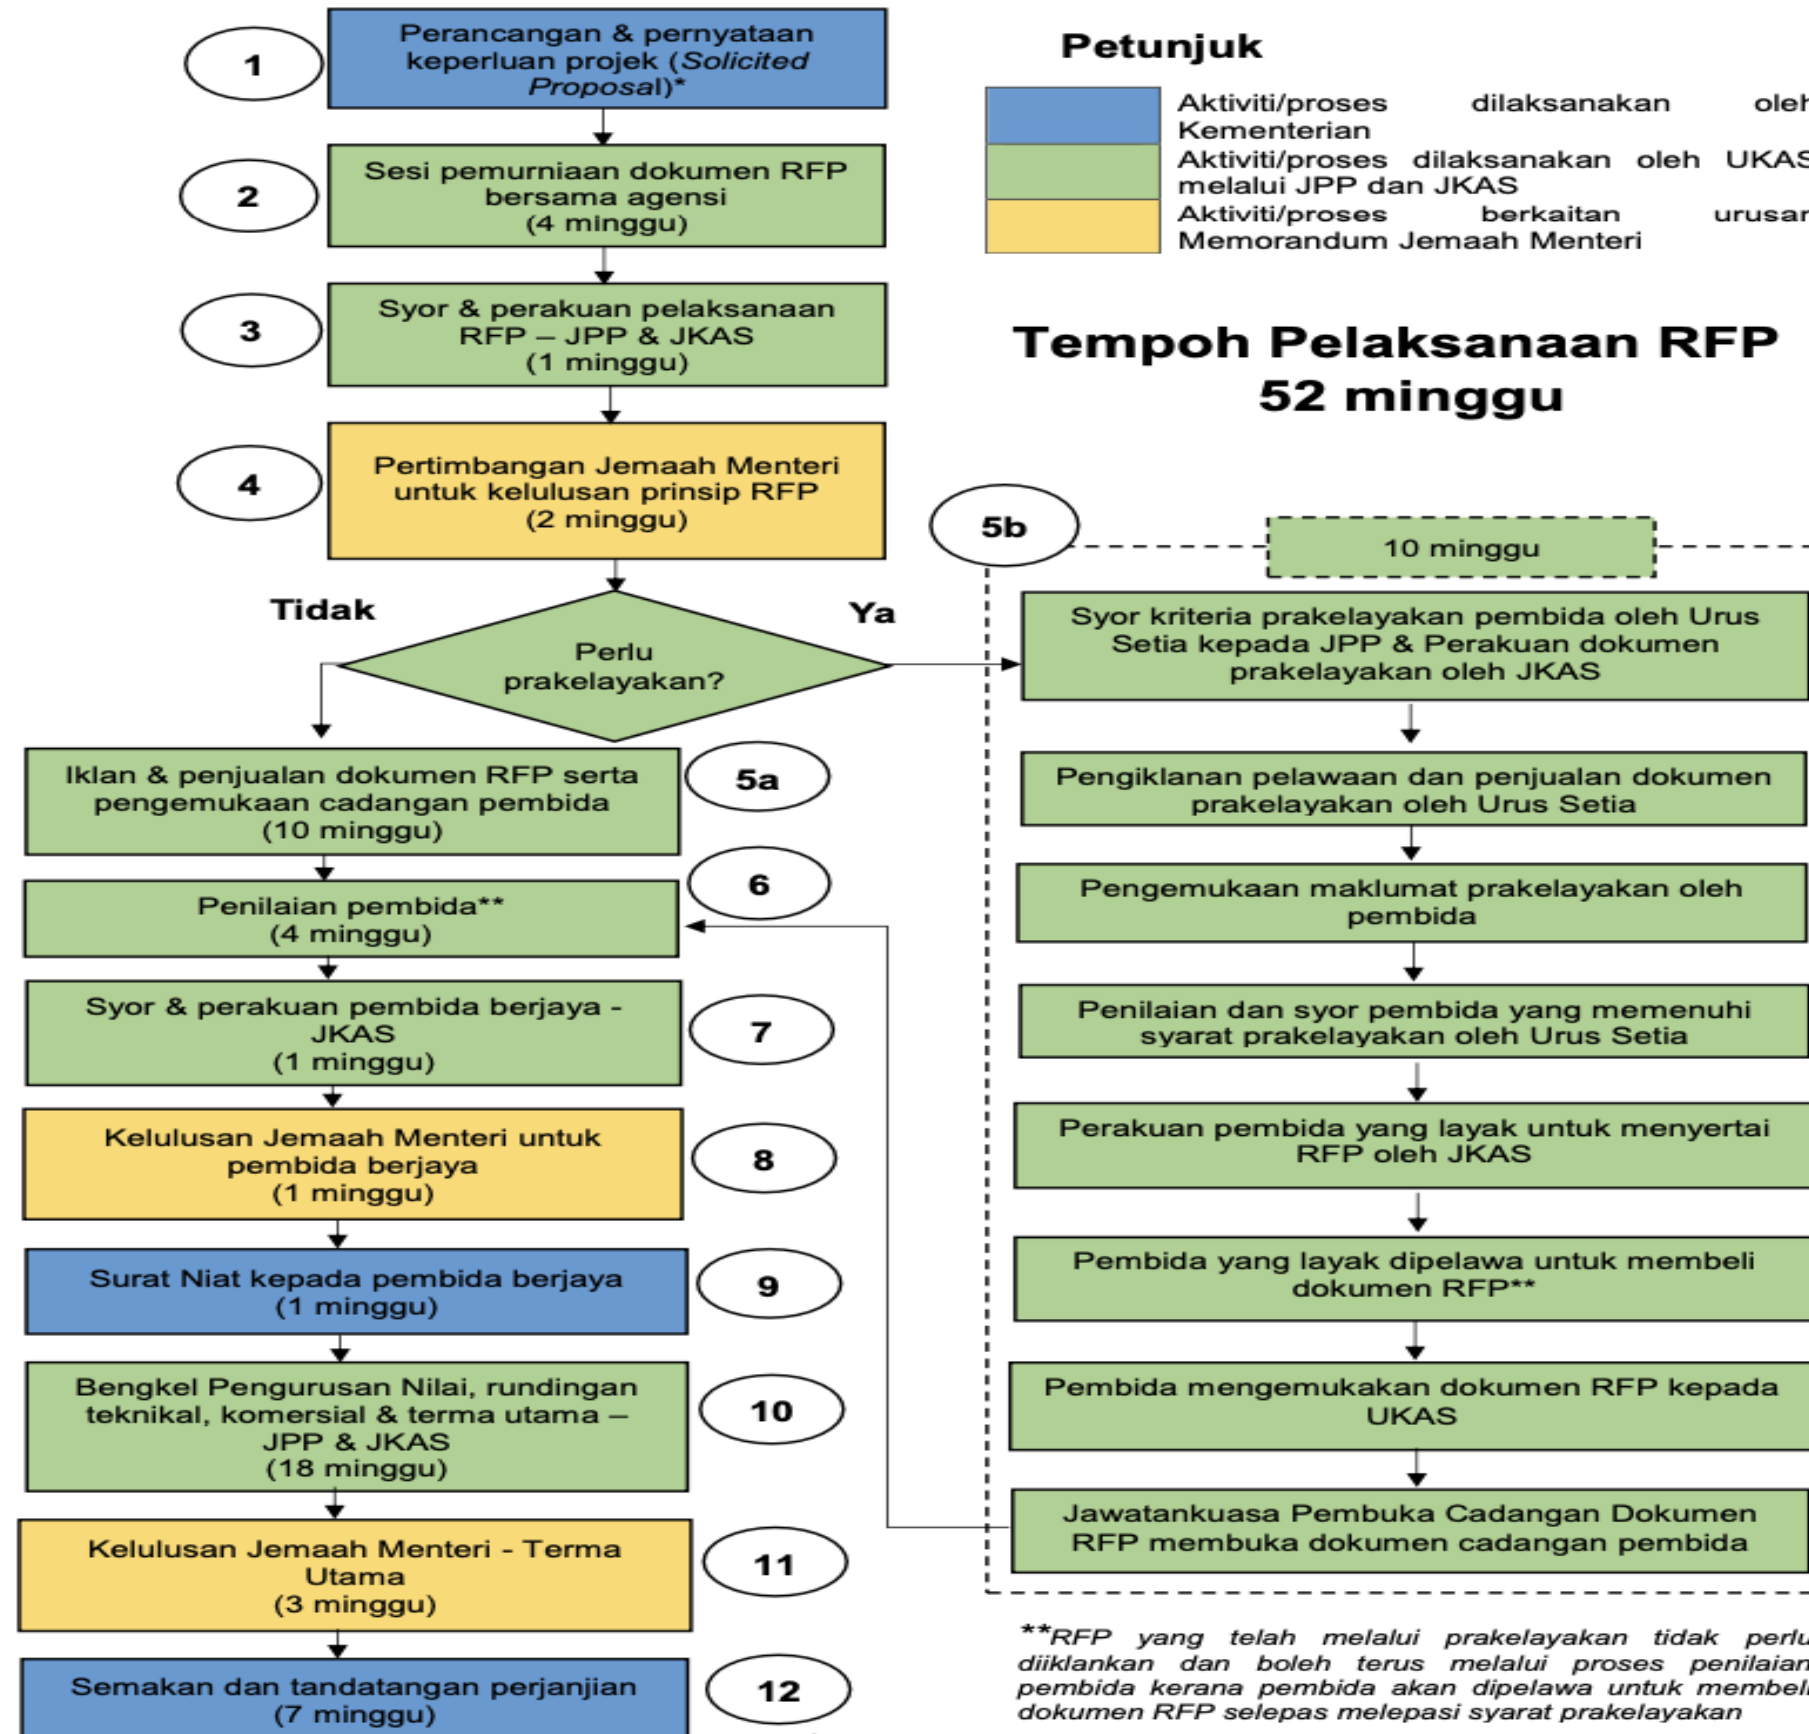 1
Perancangan & pernyataan
keperluan projek (Solicited
Proposal)*
2
Sesi pemurniaan dokumen RFP
bersama agensi
(4 minggu)
3
Syor & perakuan pelaksanaan
RFP – JPP & JKAS
(1 minggu)
4
Pertimbangan Jemaah Menteri
untuk kelulusan prinsip RFP
(2 minggu)
Petunjuk
Aktiviti/proses dilaksanakan oleh
Kementerian
Aktiviti/proses dilaksanakan oleh UKAS
melalui JPP dan JKAS
Aktiviti/proses berkaitan urusan
Memorandum Jemaah Menteri
Tempoh Pelaksanaan RFP
52 minggu
Tidak
Ya
Perlu
prakelayakan?
5a
Iklan & penjualan dokumen RFP serta
pengemukaan cadangan pembida
(10 minggu)
6
Penilaian pembida**
(4 minggu)
7
Syor & perakuan pembida berjaya -
JKAS
(1 minggu)
8
Kelulusan Jemaah Menteri untuk
pembida berjaya
(1 minggu)
9
Surat Niat kepada pembida berjaya
(1 minggu)
10
Bengkel Pengurusan Nilai, rundingan
teknikal, komersial & terma utama –
JPP & JKAS
(18 minggu)
11
Kelulusan Jemaah Menteri - Terma
Utama
(3 minggu)
12
Semakan dan tandatangan perjanjian
(7 minggu)
5b
10 minggu
Syor kriteria prakelayakan pembida oleh Urus
Setia kepada JPP & Perakuan dokumen
prakelayakan oleh JKAS
Pengiklanan pelawaan dan penjualan dokumen
prakelayakan oleh Urus Setia
Pengemukaan maklumat prakelayakan oleh
pembida
Penilaian dan syor pembida yang memenuhi
syarat prakelayakan oleh Urus Setia
Perakuan pembida yang layak untuk menyertai
RFP oleh JKAS
Pembida yang layak dipelawa untuk membeli
dokumen RFP**
Pembida mengemukakan dokumen RFP kepada
UKAS
Jawatankuasa Pembuka Cadangan Dokumen
RFP membuka dokumen cadangan pembida
**RFP yang telah melalui prakelayakan tidak perlu
diiklankan dan boleh terus melalui proses penilaian
pembida kerana pembida akan dipelawa untuk membeli
dokumen RFP selepas melepasi syarat prakelayakan